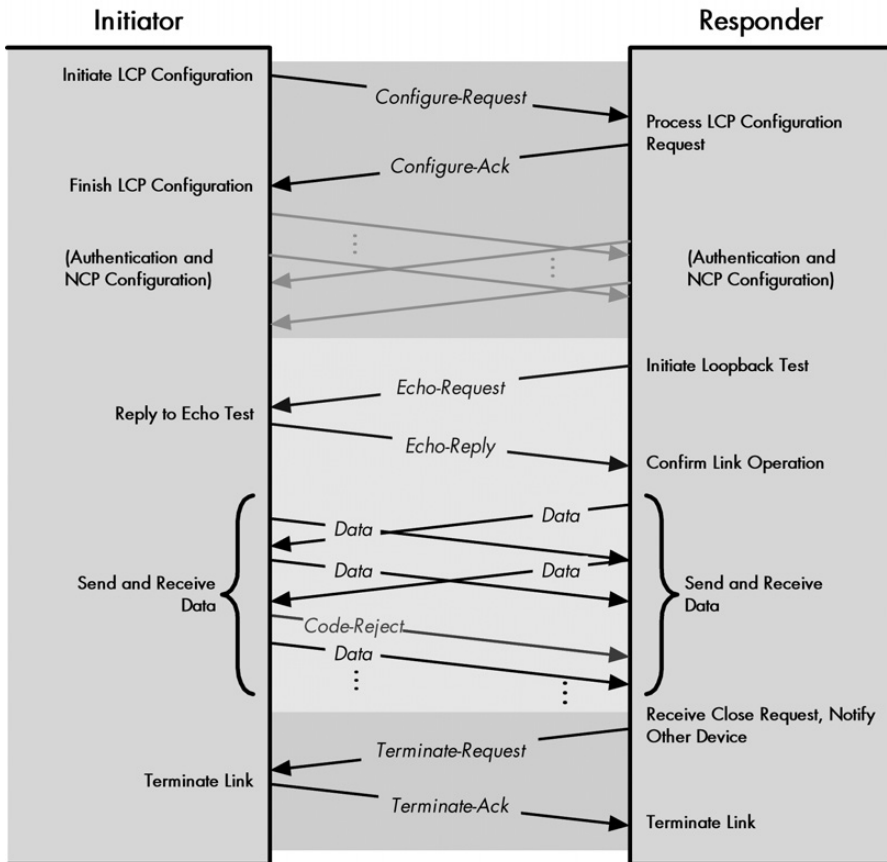 Initiator
Responder
Initiate LCP Configuration
Configure-Request
Process LCP Configuration
Request
Configure-Ack
Finish LCP Configuration
(Authentication and
NCP Configuration)
(Authentication and
NCP Configuration)
Initiate Loopback Test
Echo-Request
Reply to Echo Test
Echo-Reply
Confirm Link Operation
Data
Data
Data
Data
Send and Receive
Data
Send and Receive
Data
Code-Reject
Data
Receive Close Request, Notify
Other Device
Terminate-Request
Terminate Link
Terminate-Ack
Terminate Link